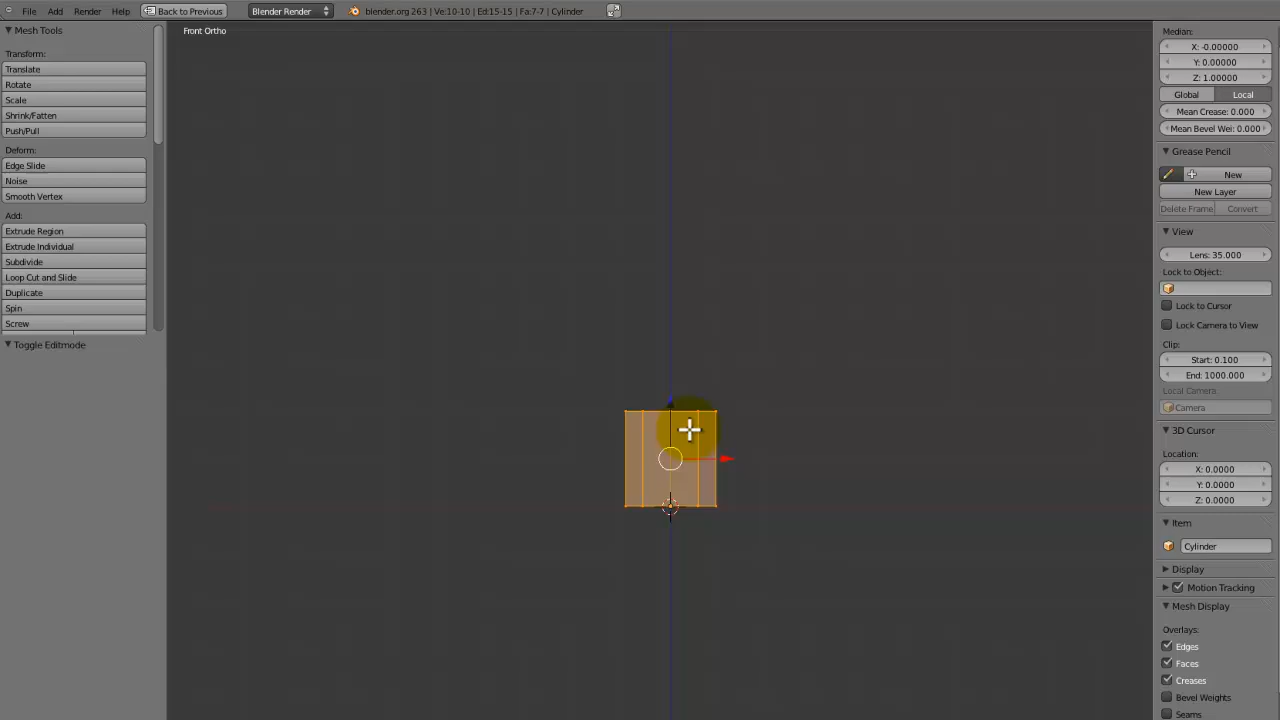 File Add Render Help Back to Previous Blender Render blender.org 263 | Ve:10-10 | Ed:15-15 | Fa:7-7 | Cylinder
Mesh Tools
Transform:
Translate
Rotate
Scale
Shrink/Fatten
Push/Pull
Deform:
Edge Slide
Noise
Smooth Vertex
Add:
Extrude Region
Extrude Individual
Subdivide
Loop Cut and Slide
Duplicate
Spin
Screw
Toggle Editmode
Front Ortho
Median:
X: -0.00000
Y: 0.00000
Z: 1.00000
Global Local
Mean Crease: 0.000
Mean Bevel Wei: 0.000
Grease Pencil
New
New Layer
Delete Frame Convert
View
Lens: 35.000
Lock to Object:
Lock to Cursor
Lock Camera to View
Clip:
Start: 0.100
End: 1000.000
Local Camera:
Camera
3D Cursor
Location:
X: 0.0000
Y: 0.0000
Z: 0.0000
Item
Cylinder
Display
Motion Tracking
Mesh Display
Overlays:
Edges
Faces
Creases
Bevel Weights
Seams